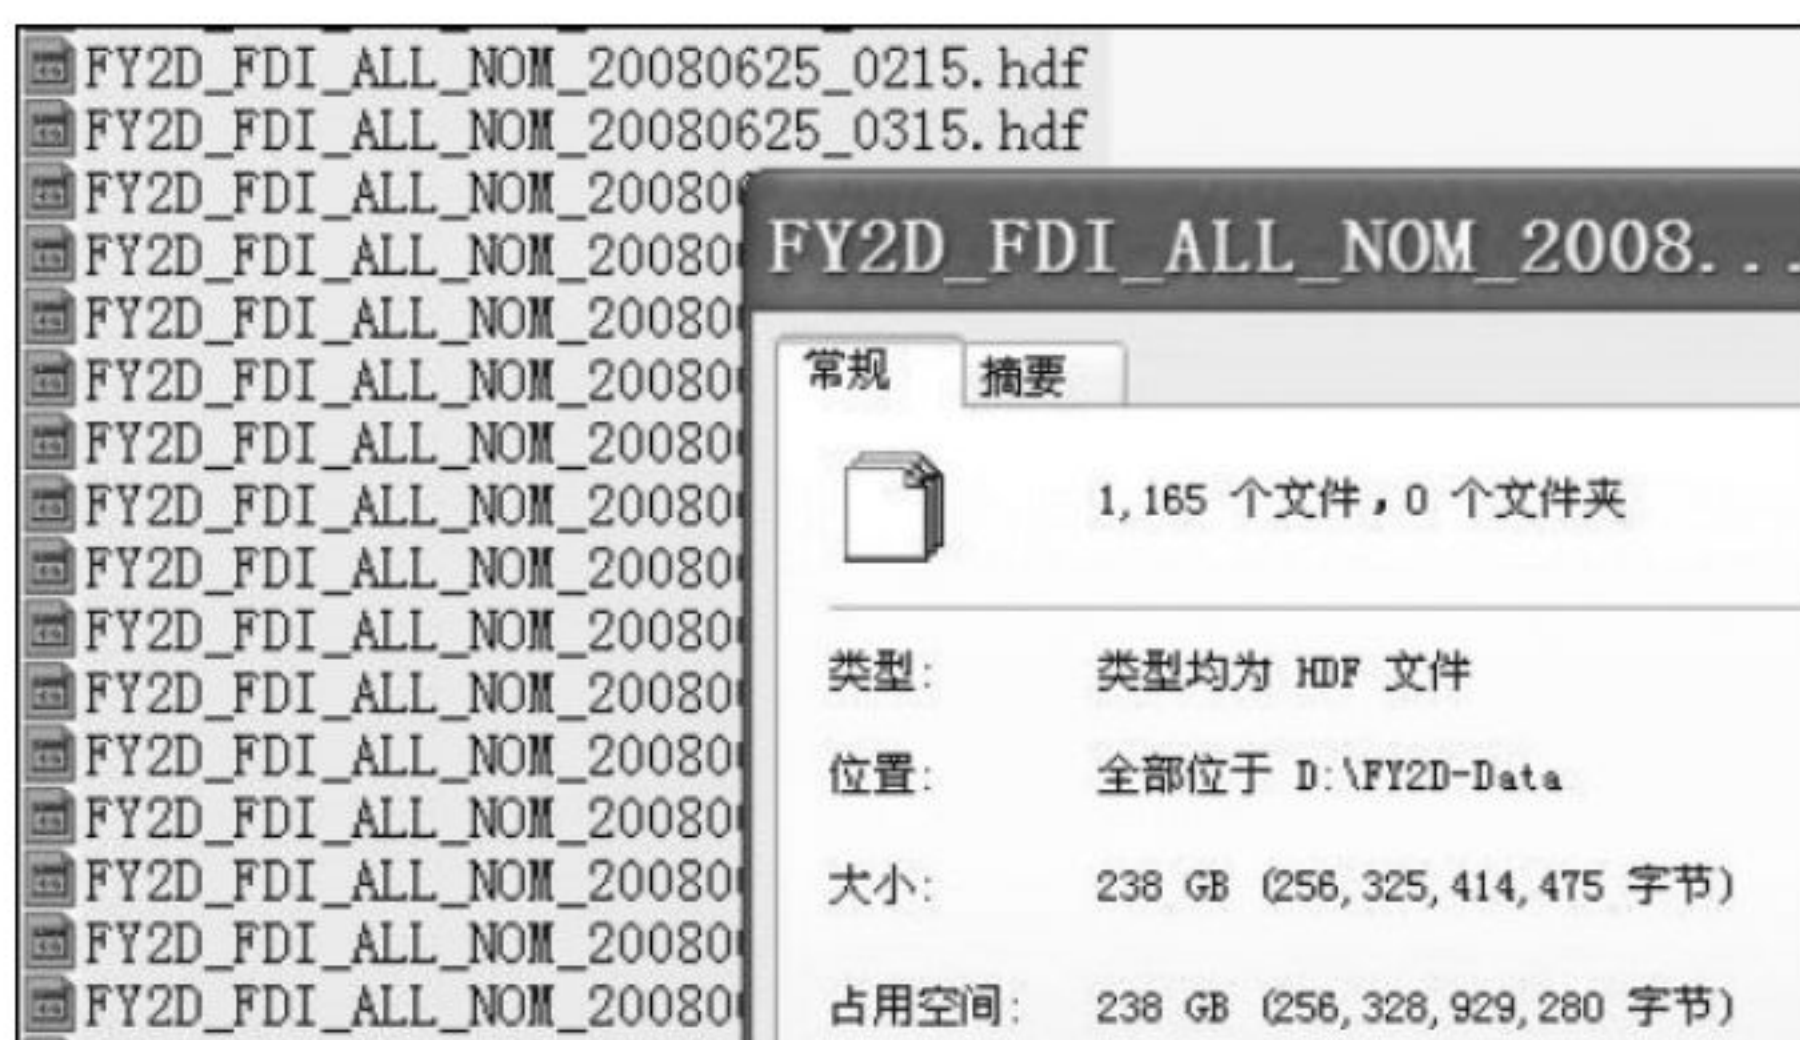 FY2D_FDI_ALL_NOM_20080625_0215.hdf
FY2D_FDI_ALL_NOM_20080625_0315.hdf
FY2D_FDI_ALL_NOM_20080
FY2D_FDI_ALL_NOM_20080
FY2D_FDI_ALL_NOM_20080
FY2D_FDI_ALL_NOM_20080
FY2D_FDI_ALL_NOM_20080
FY2D_FDI_ALL_NOM_20080
FY2D_FDI_ALL_NOM_20080
FY2D_FDI_ALL_NOM_20080
FY2D_FDI_ALL_NOM_20080
FY2D_FDI_ALL_NOM_20080
FY2D_FDI_ALL_NOM_20080
FY2D_FDI_ALL_NOM_20080
FY2D_FDI_ALL_NOM_20080
FY2D_FDI_ALL_NOM_20080
FY2D_FDI_ALL_NOM_2008...
常规 摘要
1,165 个文件，0 个文件夹
类型: 类型均为 HDF 文件
位置: 全部位于 D:\FY2D-Data
大小: 238 GB (256,325,414,475 字节)
占用空间: 238 GB (256,328,929,280 字节)